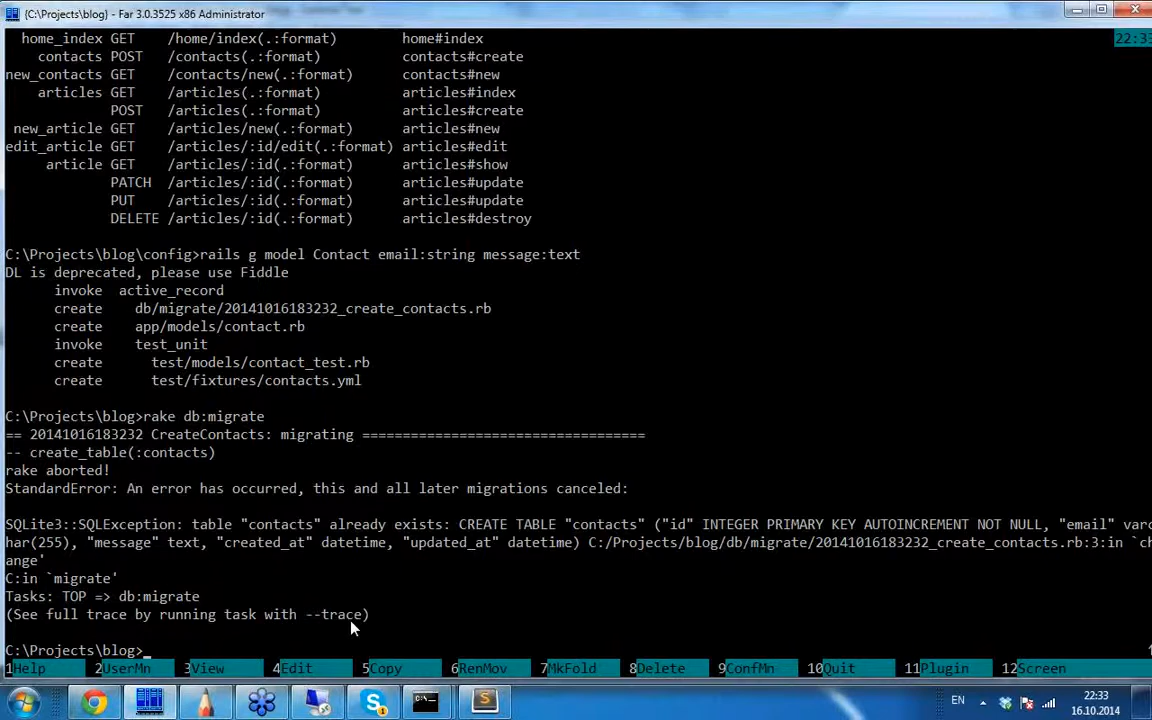 {C:\Projects\blog} - Far 3.0.3525 x86 Administrator
22:33
home_index GET /home/index(.:format) home#index
contacts POST /contacts(.:format) contacts#create
new_contacts GET /contacts/new(.:format) contacts#new
articles GET /articles(.:format) articles#index
POST /articles(.:format) articles#create
new_article GET /articles/new(.:format) articles#new
edit_article GET /articles/:id/edit(.:format) articles#edit
article GET /articles/:id(.:format) articles#show
PATCH /articles/:id(.:format) articles#update
PUT /articles/:id(.:format) articles#update
DELETE /articles/:id(.:format) articles#destroy
C:\Projects\blog\config>rails g model Contact email:string message:text
DL is deprecated, please use Fiddle
invoke active_record
create db/migrate/20141016183232_create_contacts.rb
create app/models/contact.rb
invoke test_unit
create test/models/contact_test.rb
create test/fixtures/contacts.yml
C:\Projects\blog>rake db:migrate
== 20141016183232 CreateContacts: migrating ===================================
-- create_table(:contacts)
rake aborted!
StandardError: An error has occurred, this and all later migrations canceled:
SQLite3::SQLException: table "contacts" already exists: CREATE TABLE "contacts" ("id" INTEGER PRIMARY KEY AUTOINCREMENT NOT NULL, "email" varc
har(255), "message" text, "created_at" datetime, "updated_at" datetime) C:/Projects/blog/db/migrate/20141016183232_create_contacts.rb:3:in `ch
ange'
C:in `migrate'
Tasks: TOP => db:migrate
(See full trace by running task with --trace)
C:\Projects\blog>_
1Help 2UserMn 3View 4Edit 5Copy 6RenMov 7MkFold 8Delete 9ConfMn 10Quit 11Plugin 12Screen
EN 22:33
16.10.2014